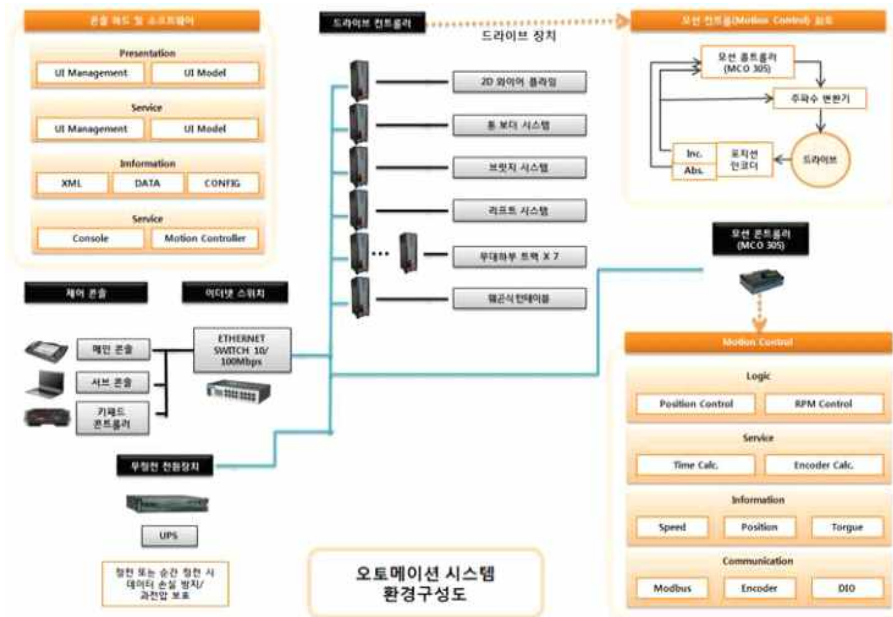 콘솔 하드 및 소프트웨어
Presentation
UI Management
UI Model
Service
UI Management
UI Model
Imformation
XML
DATA
CONFIG
Service
Console
Motion Controller
드라이브 컨트롤러
드라이브 장치
2D 와이어 플라잉
톱 보더 시스템
브릿지 시스템
리프트 시스템
무대하부 트랙 X 7
웨곤식턴테이블
모션 컨트롤(Motion Control)
모션 콘트롤러
(MCO 305)
주파수 변환기
드라이브
Inc.
Abs.
포지션
인코더
모션 콘트롤러
(MCO 305)
제어 콘솔
이더넷 스위치
메인 콘솔
서브 콘솔
키패드
콘트롤러
ETHERNET
SWITCH 10/
100Mbps
무정전 전원장치
UPS
정전 또는 순간 정전 시
데이터 손실 방지/
과전압 보호
오토메이션 시스템
환경구성도
Motion Control
Logic
Position Control
RPM Control
Service
Time Calc.
Encoder Calc.
Information
Speed
Position
Torgue
Communication
Modbus
Encoder
DIO